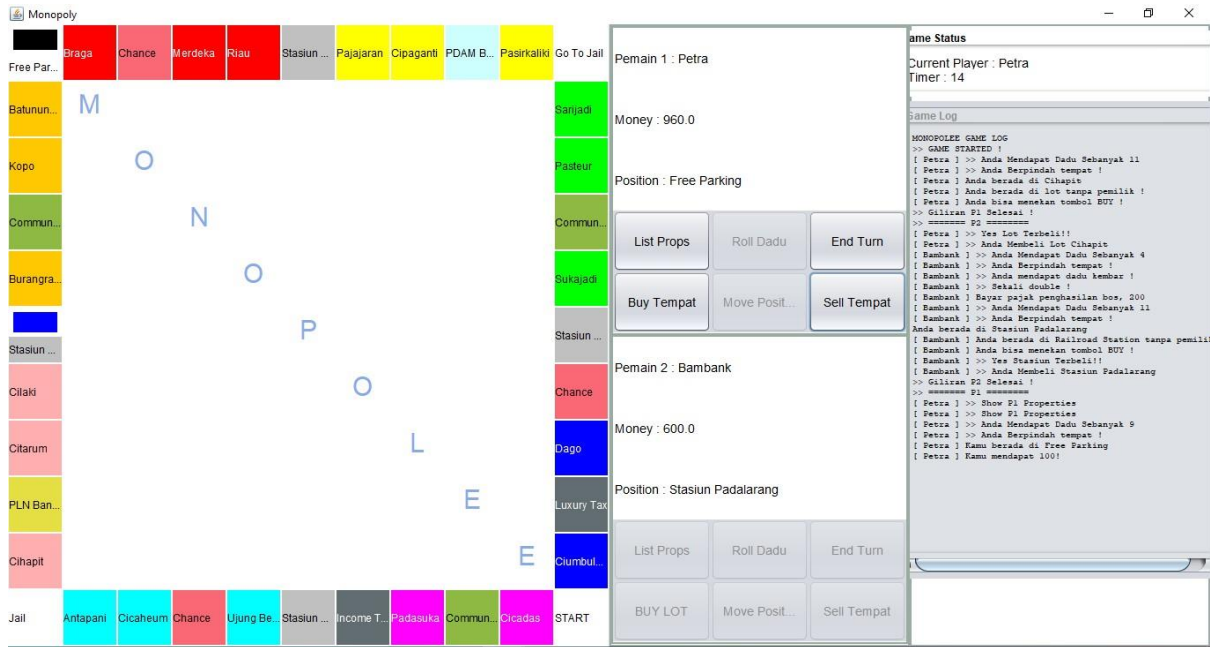 Monopoly
Free Par... Braga Chance Merdeka Riau Stasiun ... Pajajaran Cipaganti PDAM B... Pasirkaliki Go To Jail
Batunun... M Sarijadi
Kopo O Pasteur
Commun... N Commun...
Burangra... O Sukajadi
Stasiun ... P Stasiun ...
Cilaki O Chance
Citarum L Dago
PLN Ban... E Luxury Tax
Cihapit E Ciumbul...
Jail Antapani Cicaheum Chance Ujung Be... Stasiun ... Income T... Padasuka Commun... Cicadas START
Pemain 1 : Petra
Money : 960.0
Position : Free Parking
List Props Roll Dadu End Turn
Buy Tempat Move Posit... Sell Tempat
Pemain 2 : Bambank
Money : 600.0
Position : Stasiun Padalarang
List Props Roll Dadu End Turn
BUY LOT Move Posit... Sell Tempat
ame Status
Current Player : Petra
Timer : 14
Game Log
MONOPOLEE GAME LOG
>> GAME STARTED !
[ Petra ] >> Anda Mendapat Dadu Sebanyak 11
[ Petra ] >> Anda Berpindah tempat !
[ Petra ] Anda berada di Cihapit
[ Petra ] Anda berada di lot tanpa pemilik !
[ Petra ] Anda bisa menekan tombol BUY !
>> Giliran P1 Selesai !
>> ======= P2 ========
[ Petra ] >> Yes Lot Terbeli!!
[ Petra ] >> Anda Membeli Lot Cihapit
[ Bambank ] >> Anda Mendapat Dadu Sebanyak 4
[ Bambank ] >> Anda Berpindah tempat !
[ Bambank ] >> Anda mendapat dadu kembar !
[ Bambank ] >> Sekali double !
[ Bambank ] Bayar pajak penghasilan bos, 200
[ Bambank ] >> Anda Mendapat Dadu Sebanyak 11
[ Bambank ] >> Anda Berpindah tempat !
Anda berada di Stasiun Padalarang
[ Bambank ] Anda berada di Railroad Station tanpa pemili
[ Bambank ] Anda bisa menekan tombol BUY !
[ Bambank ] >> Yes Stasiun Terbeli!!
[ Bambank ] >> Anda Membeli Stasiun Padalarang
>> Giliran P2 Selesai !
>> ======= P1 ========
[ Petra ] >> Show P1 Properties
[ Petra ] >> Show P1 Properties
[ Petra ] >> Anda Mendapat Dadu Sebanyak 9
[ Petra ] >> Anda Berpindah tempat !
[ Petra ] Kamu berada di Free Parking
[ Petra ] Kamu mendapat 100!